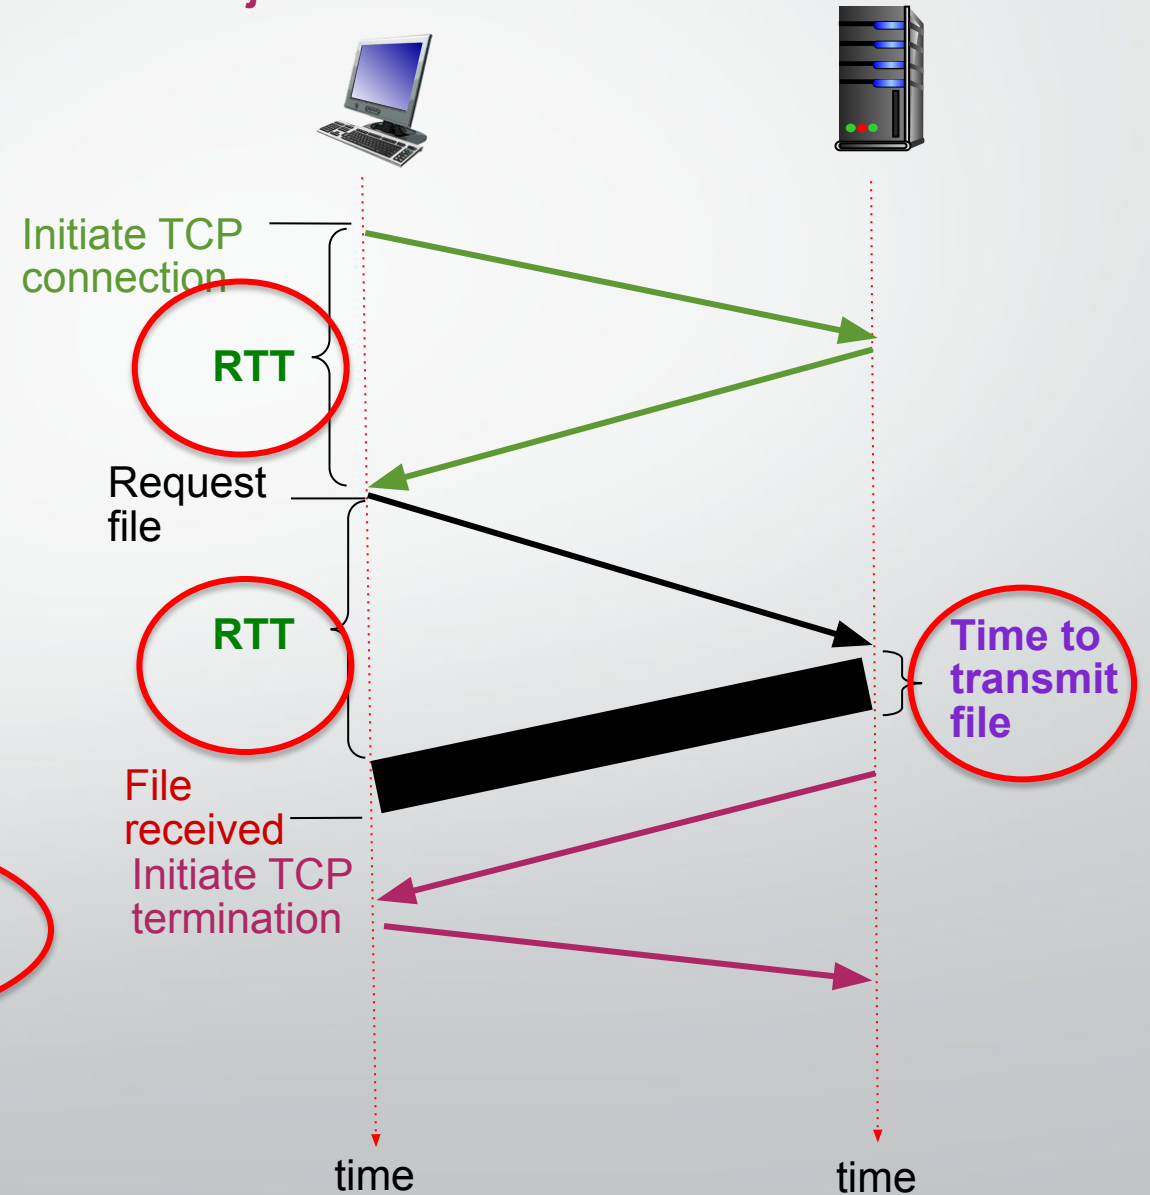 Initiate TCP
connection
RTT
Request
file
RTT
Time to
transmit
file
File
received
Initiate TCP
termination
time
time